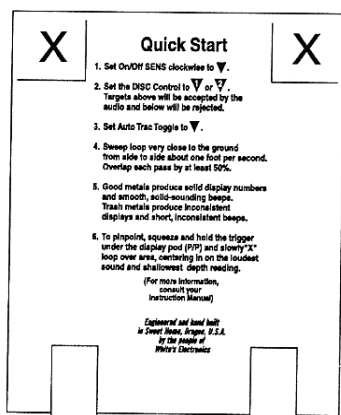 X
Quick Start
X
1. Set On/Off SENS clockwise to ▼.
2. Set the DISC Control to ▽ or ▽.
Targets above will be accepted by the
audio and below will be rejected.
3. Set Auto Trac Toggle to ▼.
4. Sweep loop very close to the ground
from side to side about one foot per second.
Overlap each pass by at least 50%.
5. Good metals produce solid display numbers
and smooth, solid-sounding beeps.
Trash metals produce inconsistent
displays and short, inconsistent beeps.
6. To pinpoint, squeeze and hold the trigger
under the display pod (P/P) and slowly"X"
loop over area, centering in on the loudest
sound and shallowest depth reading.
(For more information,
consult your
Instruction Manual)
Engineered and hand built
in Sweet Home, Oregon, U.S.A.
by the people of
White's Electronics